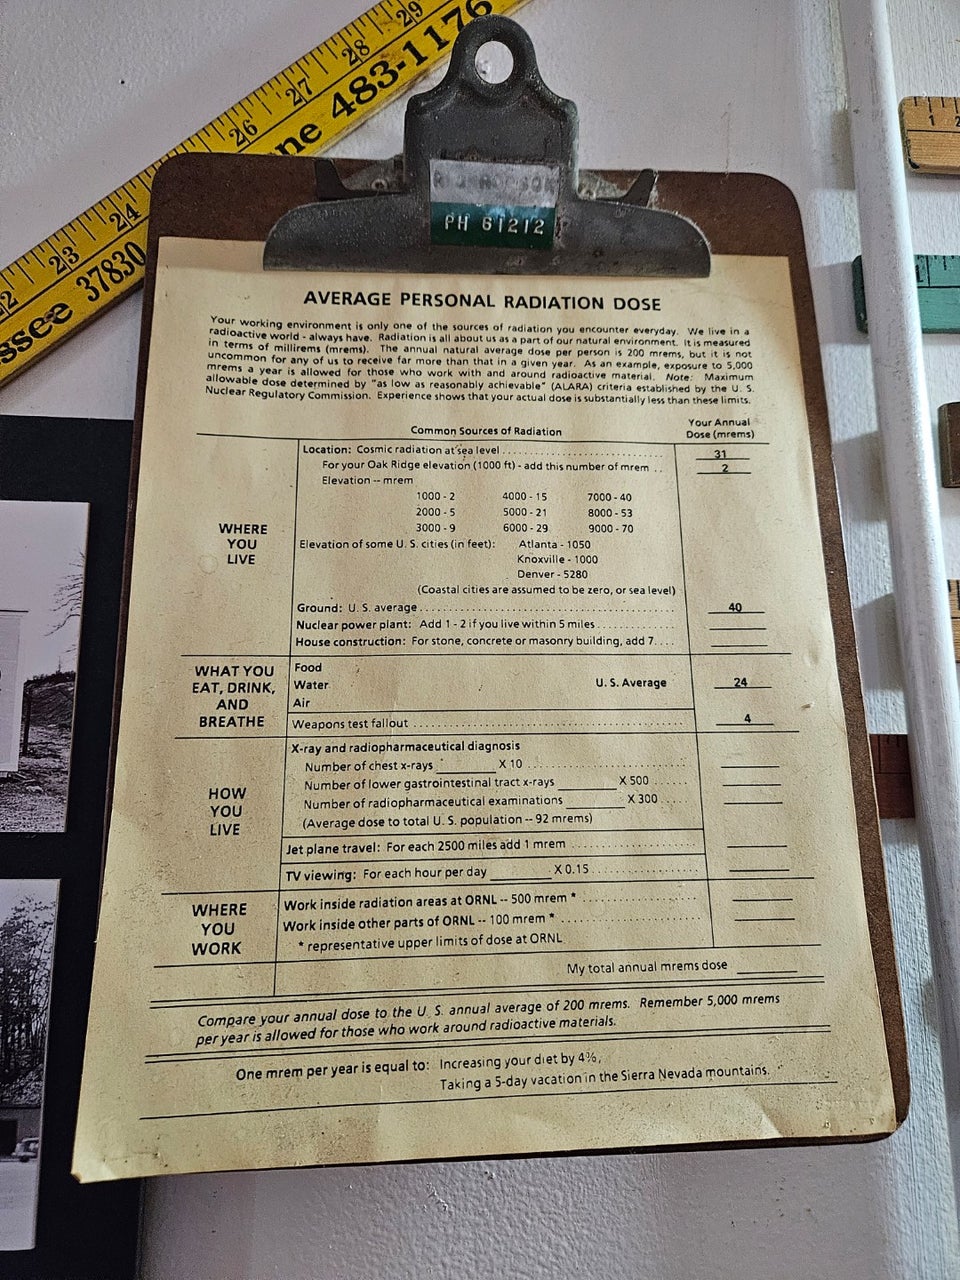 29
28
27
26
24
23
ne 483-1176
ssee 37830
PH 61212
1 2
1
AVERAGE PERSONAL RADIATION DOSE
Your working environment is only one of the sources of radiation you encounter everyday. We live in a
radioactive world - always have. Radiation is all about us as a part of our natural environment. It is measured
in terms of millirems (mrems). The annual natural average dose per person is 200 mrems, but it is not
uncommon for any of us to receive far more than that in a given year. As an example, exposure to 5,000
mrems a year is allowed for those who work with and around radioactive material. Note: Maximum
allowable dose determined by "as low as reasonably achievable" (ALARA) criteria established by the U. S.
Nuclear Regulatory Commission. Experience shows that your actual dose is substantially less than these limits.
Common Sources of Radiation
Your Annual
Dose (mrems)
WHERE
YOU
LIVE
Location: Cosmic radiation at sea level 31
For your Oak Ridge elevation (1000 ft) - add this number of mrem 2
Elevation -- mrem
1000 - 2 4000 - 15 7000 - 40
2000 - 5 5000 - 21 8000 - 53
3000 - 9 6000 - 29 9000 - 70
Elevation of some U. S. cities (in feet): Atlanta - 1050
Knoxville - 1000
Denver - 5280
(Coastal cities are assumed to be zero, or sea level)
Ground: U. S. average 40
Nuclear power plant: Add 1 - 2 if you live within 5 miles
House construction: For stone, concrete or masonry building, add 7
WHAT YOU
EAT, DRINK,
AND
BREATHE
Food
Water U. S. Average 24
Air
Weapons test fallout 4
HOW
YOU
LIVE
X-ray and radiopharmaceutical diagnosis
Number of chest x-rays X 10
Number of lower gastrointestinal tract x-rays X 500
Number of radiopharmaceutical examinations X 300
(Average dose to total U. S. population -- 92 mrems)
Jet plane travel: For each 2500 miles add 1 mrem
TV viewing: For each hour per day X 0.15
WHERE
YOU
WORK
Work inside radiation areas at ORNL -- 500 mrem *
Work inside other parts of ORNL -- 100 mrem *
* representative upper limits of dose at ORNL
My total annual mrems dose
Compare your annual dose to the U. S. annual average of 200 mrems. Remember 5,000 mrems
per year is allowed for those who work around radioactive materials.
One mrem per year is equal to: Increasing your diet by 4%,
Taking a 5-day vacation in the Sierra Nevada mountains.